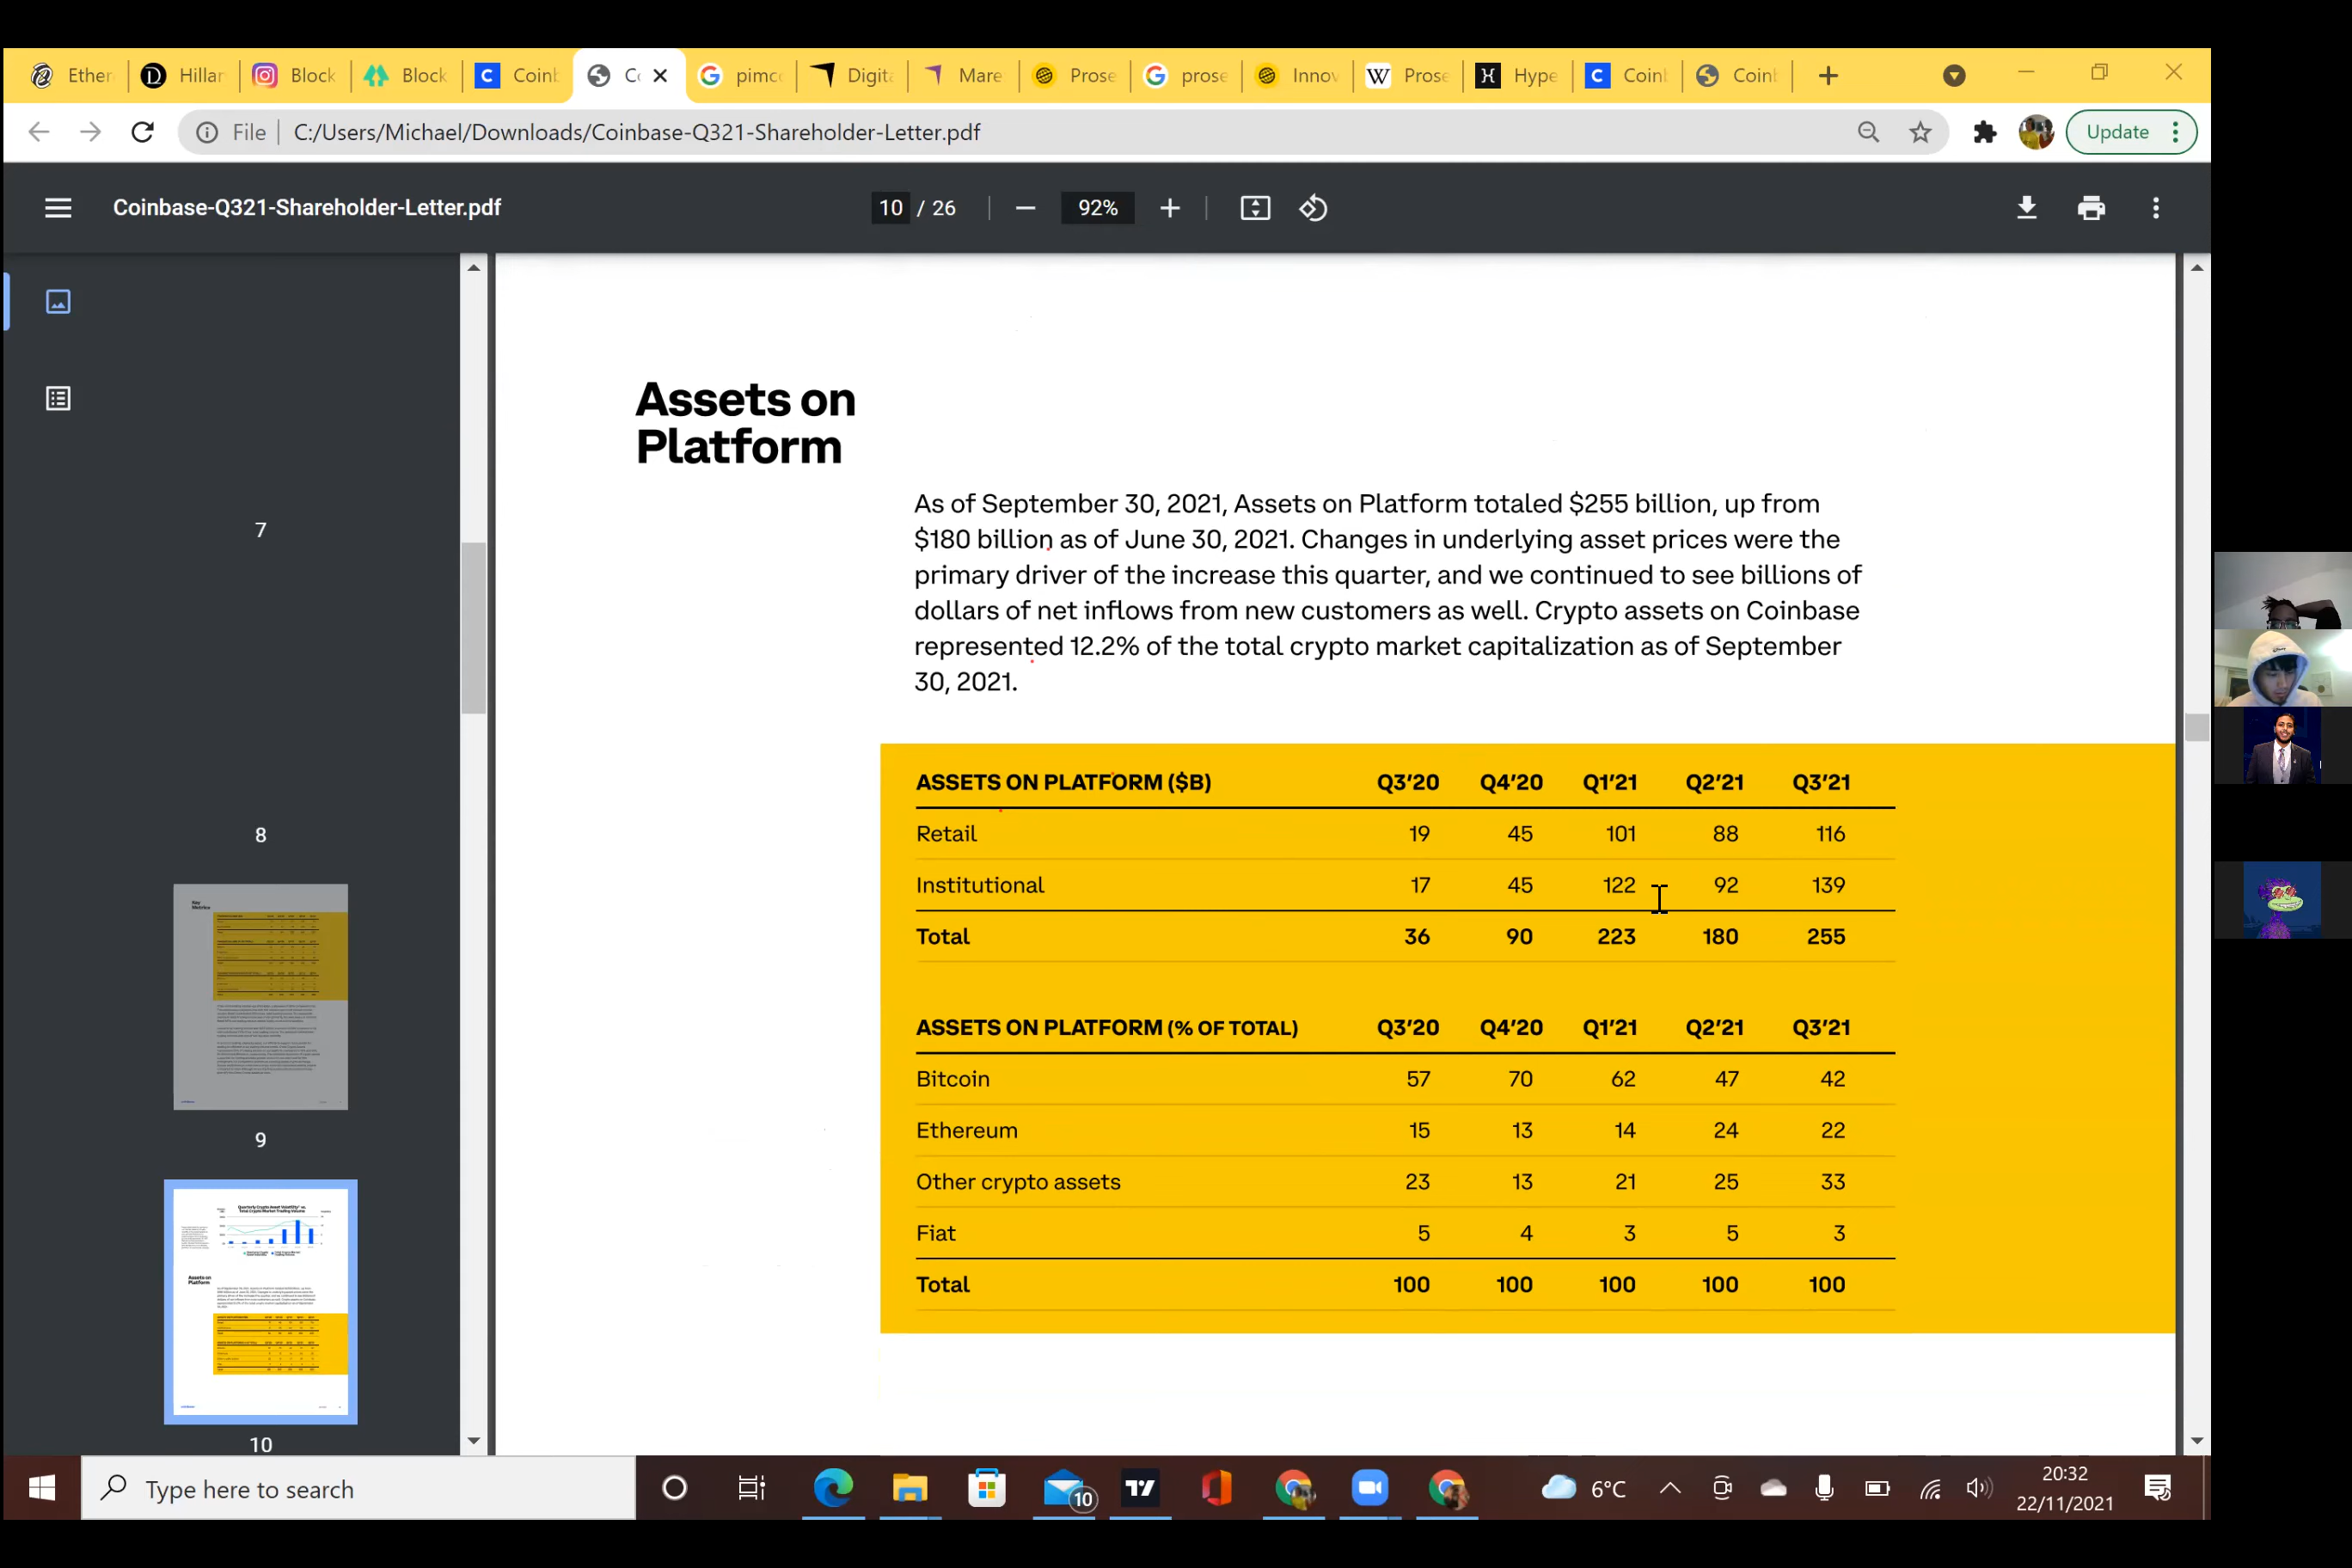 Ether
Hillar
Block
Block
Coinb
Co
pimco
Digita
Mare
Prose
prose
Innov
Prose
Hype
Coinl
Coinl
File
C:/Users/Michael/Downloads/Coinbase-Q321-Shareholder-Letter.pdf
Update
Coinbase-Q321-Shareholder-Letter.pdf
10 / 26
92%
7
8
9
10
Assets on
Platform
As of September 30, 2021, Assets on Platform totaled $255 billion, up from
$180 billion as of June 30, 2021. Changes in underlying asset prices were the
primary driver of the increase this quarter, and we continued to see billions of
dollars of net inflows from new customers as well. Crypto assets on Coinbase
represented 12.2% of the total crypto market capitalization as of September
30, 2021.
ASSETS ON PLATFORM ($B) Q3'20 Q4'20 Q1'21 Q2'21 Q3'21
Retail 19 45 101 88 116
Institutional 17 45 122 92 139
Total 36 90 223 180 255
ASSETS ON PLATFORM (% OF TOTAL) Q3'20 Q4'20 Q1'21 Q2'21 Q3'21
Bitcoin 57 70 62 47 42
Ethereum 15 13 14 24 22
Other crypto assets 23 13 21 25 33
Fiat 5 4 3 5 3
Total 100 100 100 100 100
Type here to search
10
6°C
20:32
22/11/2021